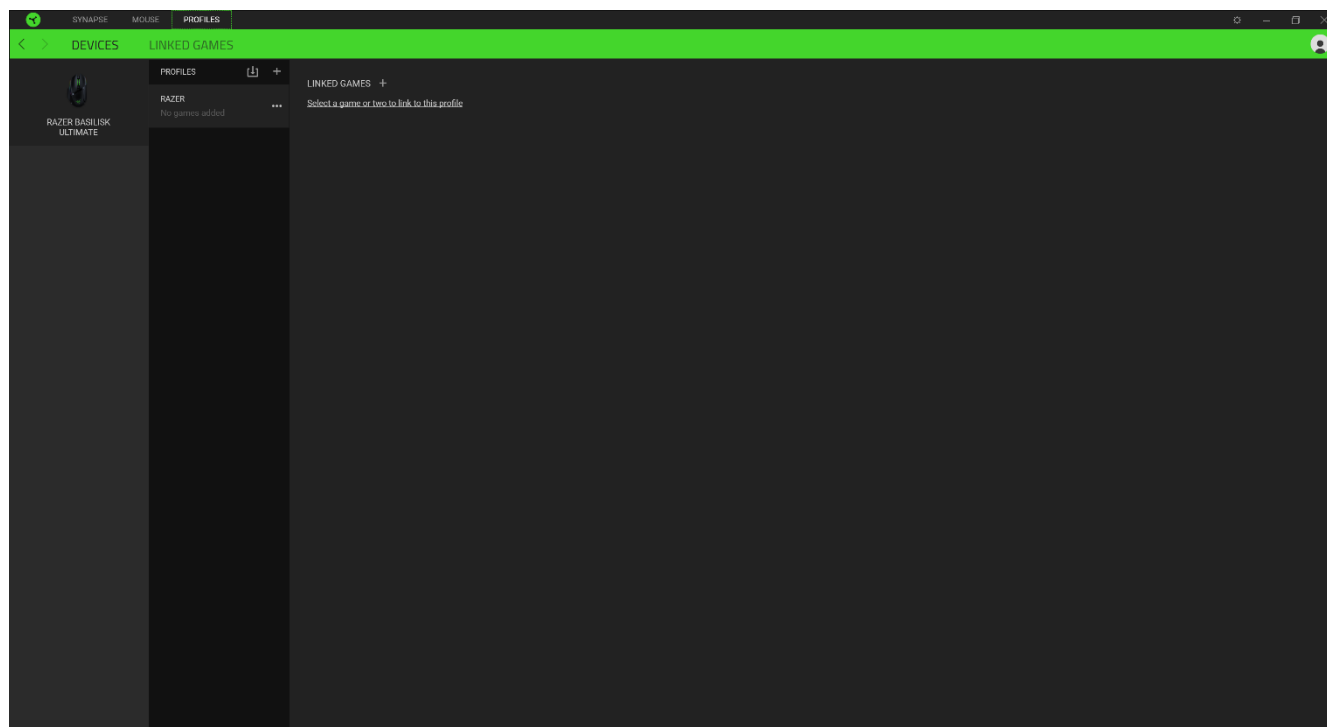 SYNAPSE MOUSE PROFILES
DEVICES LINKED GAMES
RAZER BASILISK
ULTIMATE
PROFILES
RAZER
No games added
LINKED GAMES
Select a game or two to link to this profile